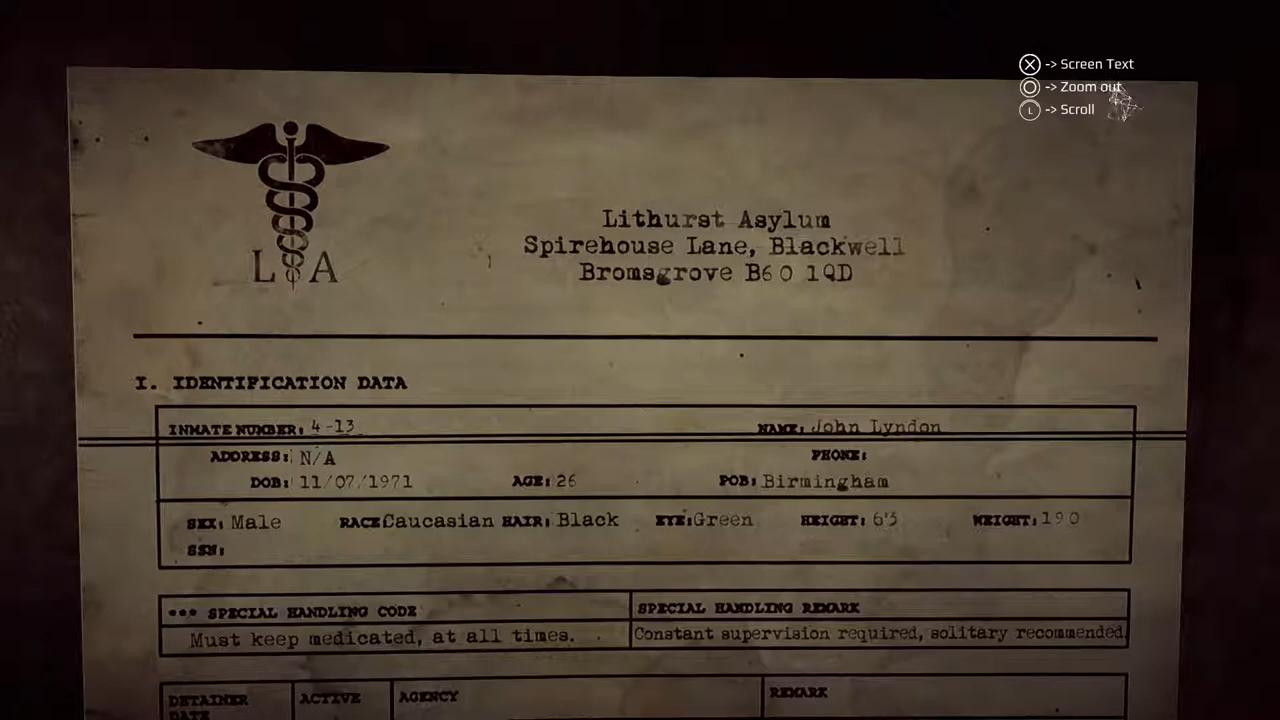 -> Screen Text
-> Zoom out
L -> Scroll
L A
Lithurst Asylum
Spirehouse Lane, Blackwell
Bromsgrove B60 1QD
I. IDENTIFICATION DATA
INMATE NUMBER: 4-13 NAME: John Lyndon
ADDRESS: N/A PHONE:
DOB: 11/07/1971 AGE: 26 POB: Birmingham
SEX: Male RACE Caucasian HAIR: Black EYE: Green HEIGHT: 6'3 WEIGHT: 190
SSN:
*** SPECIAL HANDLING CODE SPECIAL HANDLING REMARK
Must keep medicated, at all times. Constant supervision required, solitary recommended.
DETAINER DATE ACTIVE AGENCY REMARK